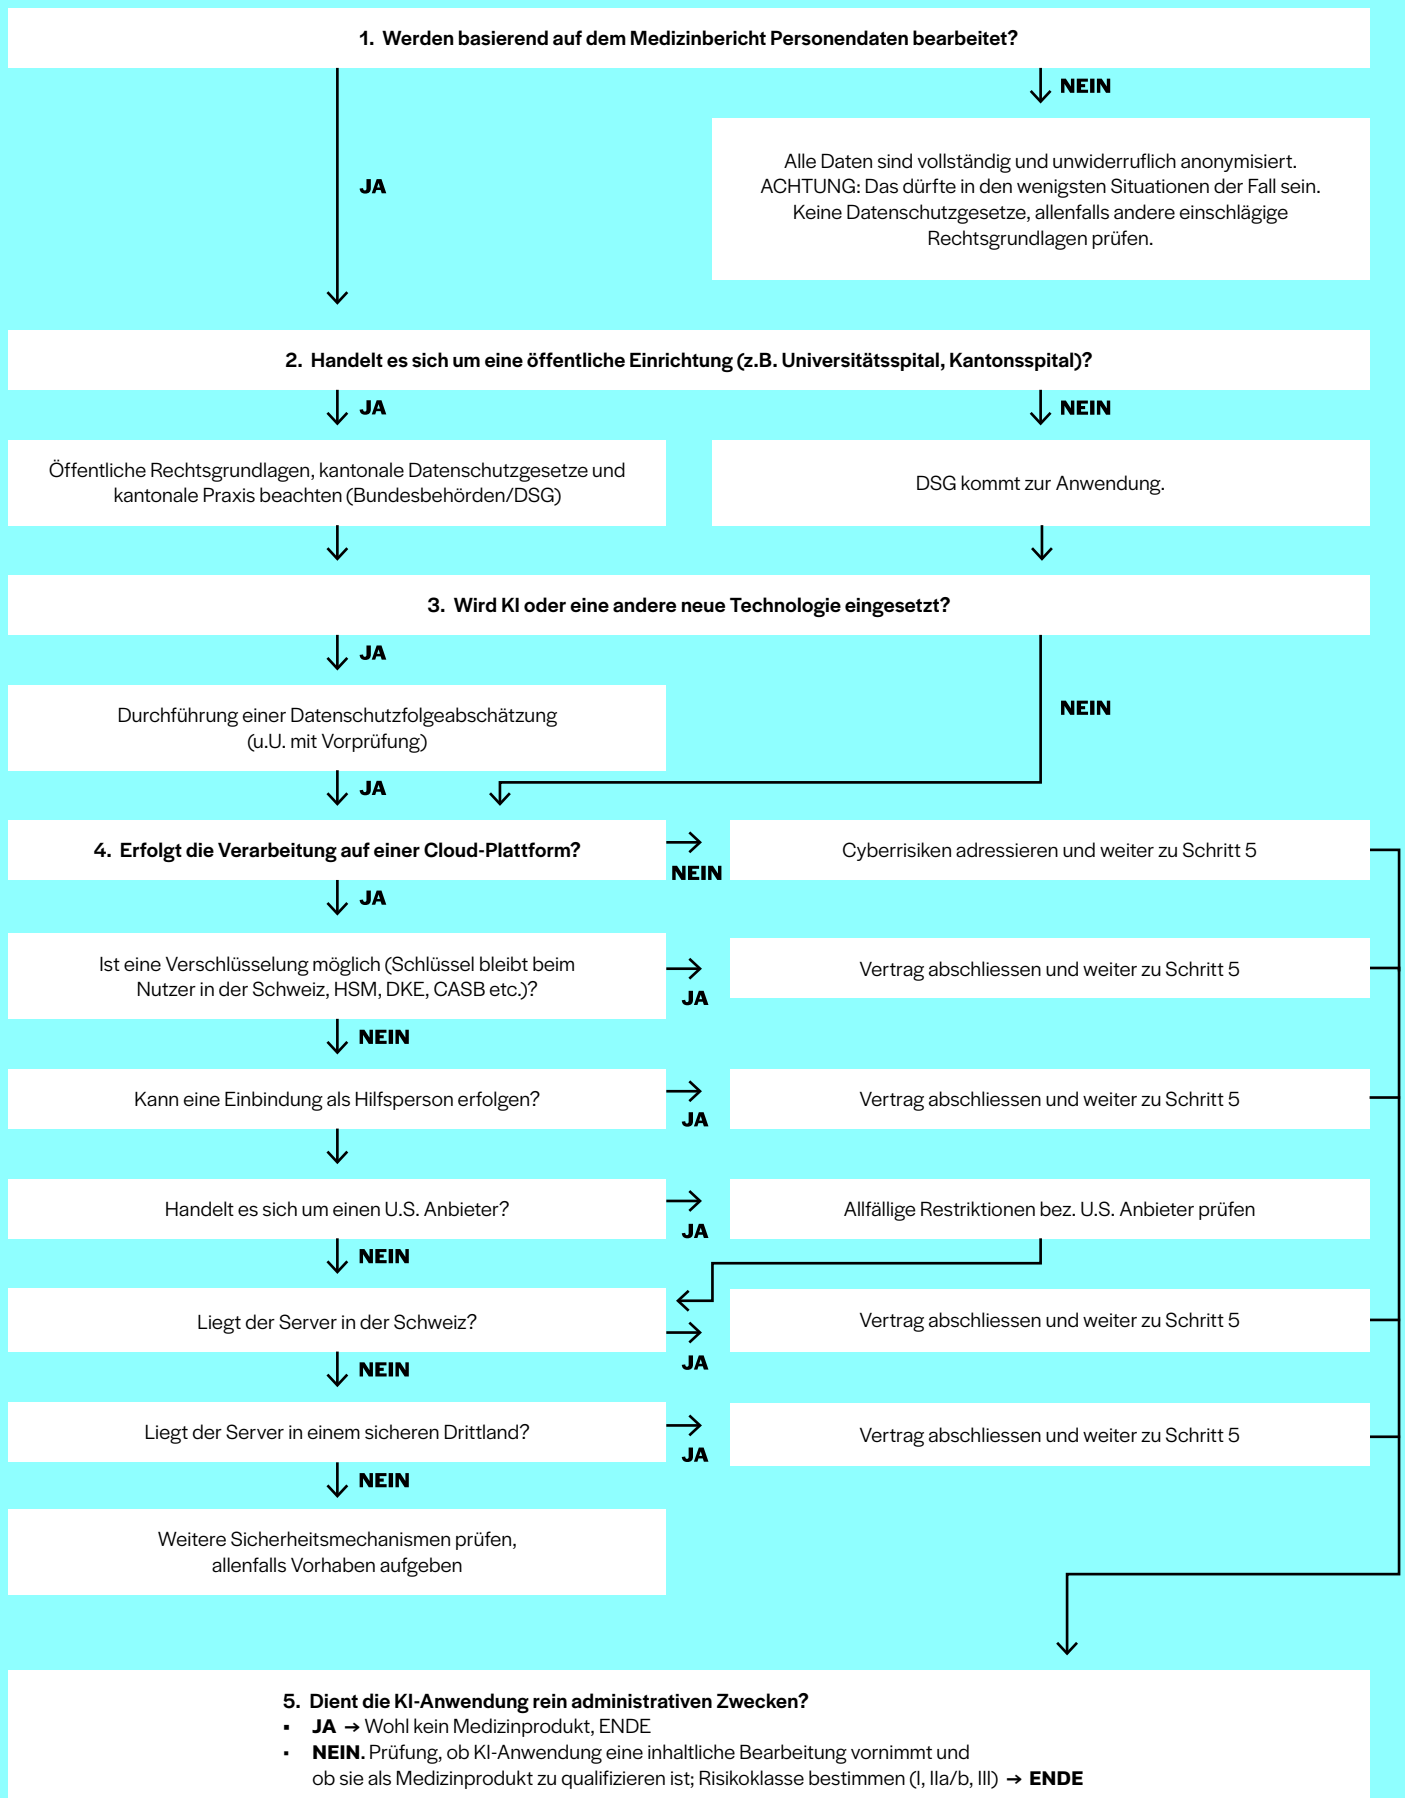 1. Werden basierend auf dem Medizinbericht Personendaten bearbeitet?
NEIN
Alle Daten sind vollständig und unwiderruflich anonymisiert.
ACHTUNG: Das dürfte in den wenigsten Situationen der Fall sein.
Keine Datenschutzgesetze, allenfalls andere einschlägige
Rechtsgrundlagen prüfen.
JA
2. Handelt es sich um eine öffentliche Einrichtung (z.B. Universitätsspital, Kantonsspital)?
JA
NEIN
Öffentliche Rechtsgrundlagen, kantonale Datenschutzgesetze und
kantonale Praxis beachten (Bundesbehörden/DSG)
DSG kommt zur Anwendung.
3. Wird KI oder eine andere neue Technologie eingesetzt?
JA
NEIN
Durchführung einer Datenschutzfolgeabschätzung
(u.U. mit Vorprüfung)
JA
4. Erfolgt die Verarbeitung auf einer Cloud-Plattform?
NEIN
Cyberrisiken adressieren und weiter zu Schritt 5
JA
Ist eine Verschlüsselung möglich (Schlüssel bleibt beim
Nutzer in der Schweiz, HSM, DKE, CASB etc.)?
JA
Vertrag abschliessen und weiter zu Schritt 5
NEIN
Kann eine Einbindung als Hilfsperson erfolgen?
JA
Vertrag abschliessen und weiter zu Schritt 5
Handelt es sich um einen U.S. Anbieter?
JA
Allfällige Restriktionen bez. U.S. Anbieter prüfen
NEIN
Liegt der Server in der Schweiz?
JA
Vertrag abschliessen und weiter zu Schritt 5
NEIN
Liegt der Server in einem sicheren Drittland?
JA
Vertrag abschliessen und weiter zu Schritt 5
NEIN
Weitere Sicherheitsmechanismen prüfen,
allenfalls Vorhaben aufgeben
5. Dient die KI-Anwendung rein administrativen Zwecken?
▪ JA → Wohl kein Medizinprodukt, ENDE
▪ NEIN. Prüfung, ob KI-Anwendung eine inhaltliche Bearbeitung vornimmt und
ob sie als Medizinprodukt zu qualifizieren ist; Risikoklasse bestimmen (I, IIa/b, III) → ENDE